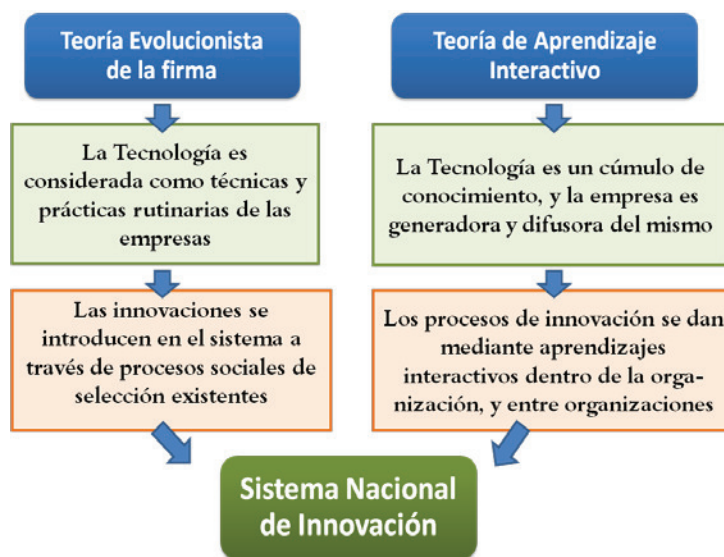 Teoría Evolucionista
de la firma
La Tecnología es
considerada como técnicas y
prácticas rutinarias de las
empresas
Las innovaciones se
introducen en el sistema a
través de procesos sociales de
selección existentes
Teoría de Aprendizaje
Interactivo
La Tecnología es un cúmulo de
conocimiento, y la empresa es
generadora y difusora del mismo
Los procesos de innovación se dan
mediante aprendizajes
interactivos dentro de la orga-
nización, y entre organizaciones
Sistema Nacional
de Innovación